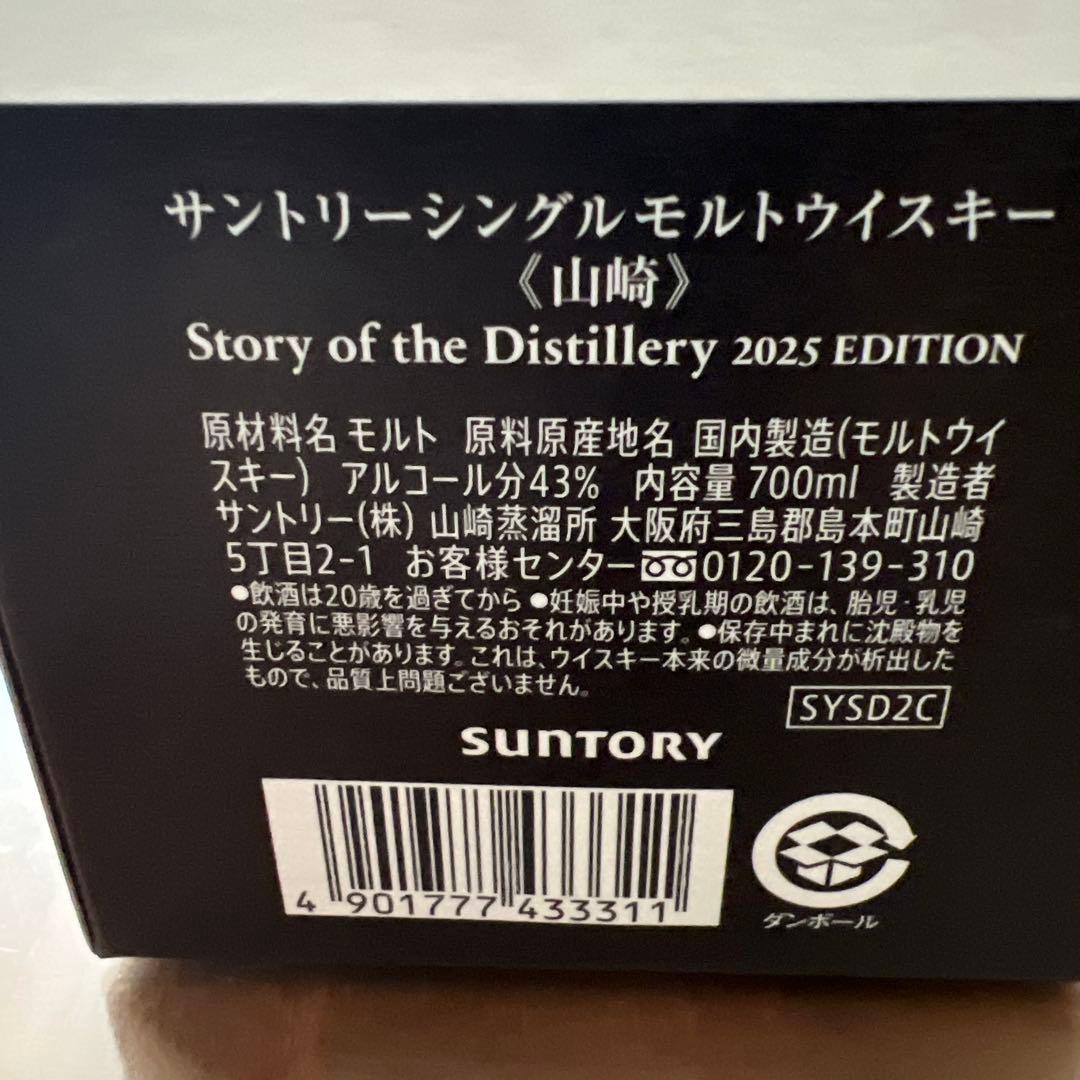 サントリーシングルモルトウイスキー
《山崎》
Story of the Distillery 2025 EDITION
原材料名 モルト 原料原産地名 国内製造(モルトウイ
スキー) アルコール分43% 内容量 700ml 製造者
サントリー(株) 山崎蒸溜所 大阪府三島郡島本町山崎
5丁目2-1 お客様センター 0120-139-310
●飲酒は20歳を過ぎてから ●妊娠中や授乳期の飲酒は、胎児・乳児
の発育に悪影響を与えるおそれがあります。●保存中まれに沈殿物を
生じることがあります。これは、ウイスキー本来の微量成分が析出した
もので、品質上問題ございません。
SYSD2C
SUNTORY
4 901777 433311
ダンボール